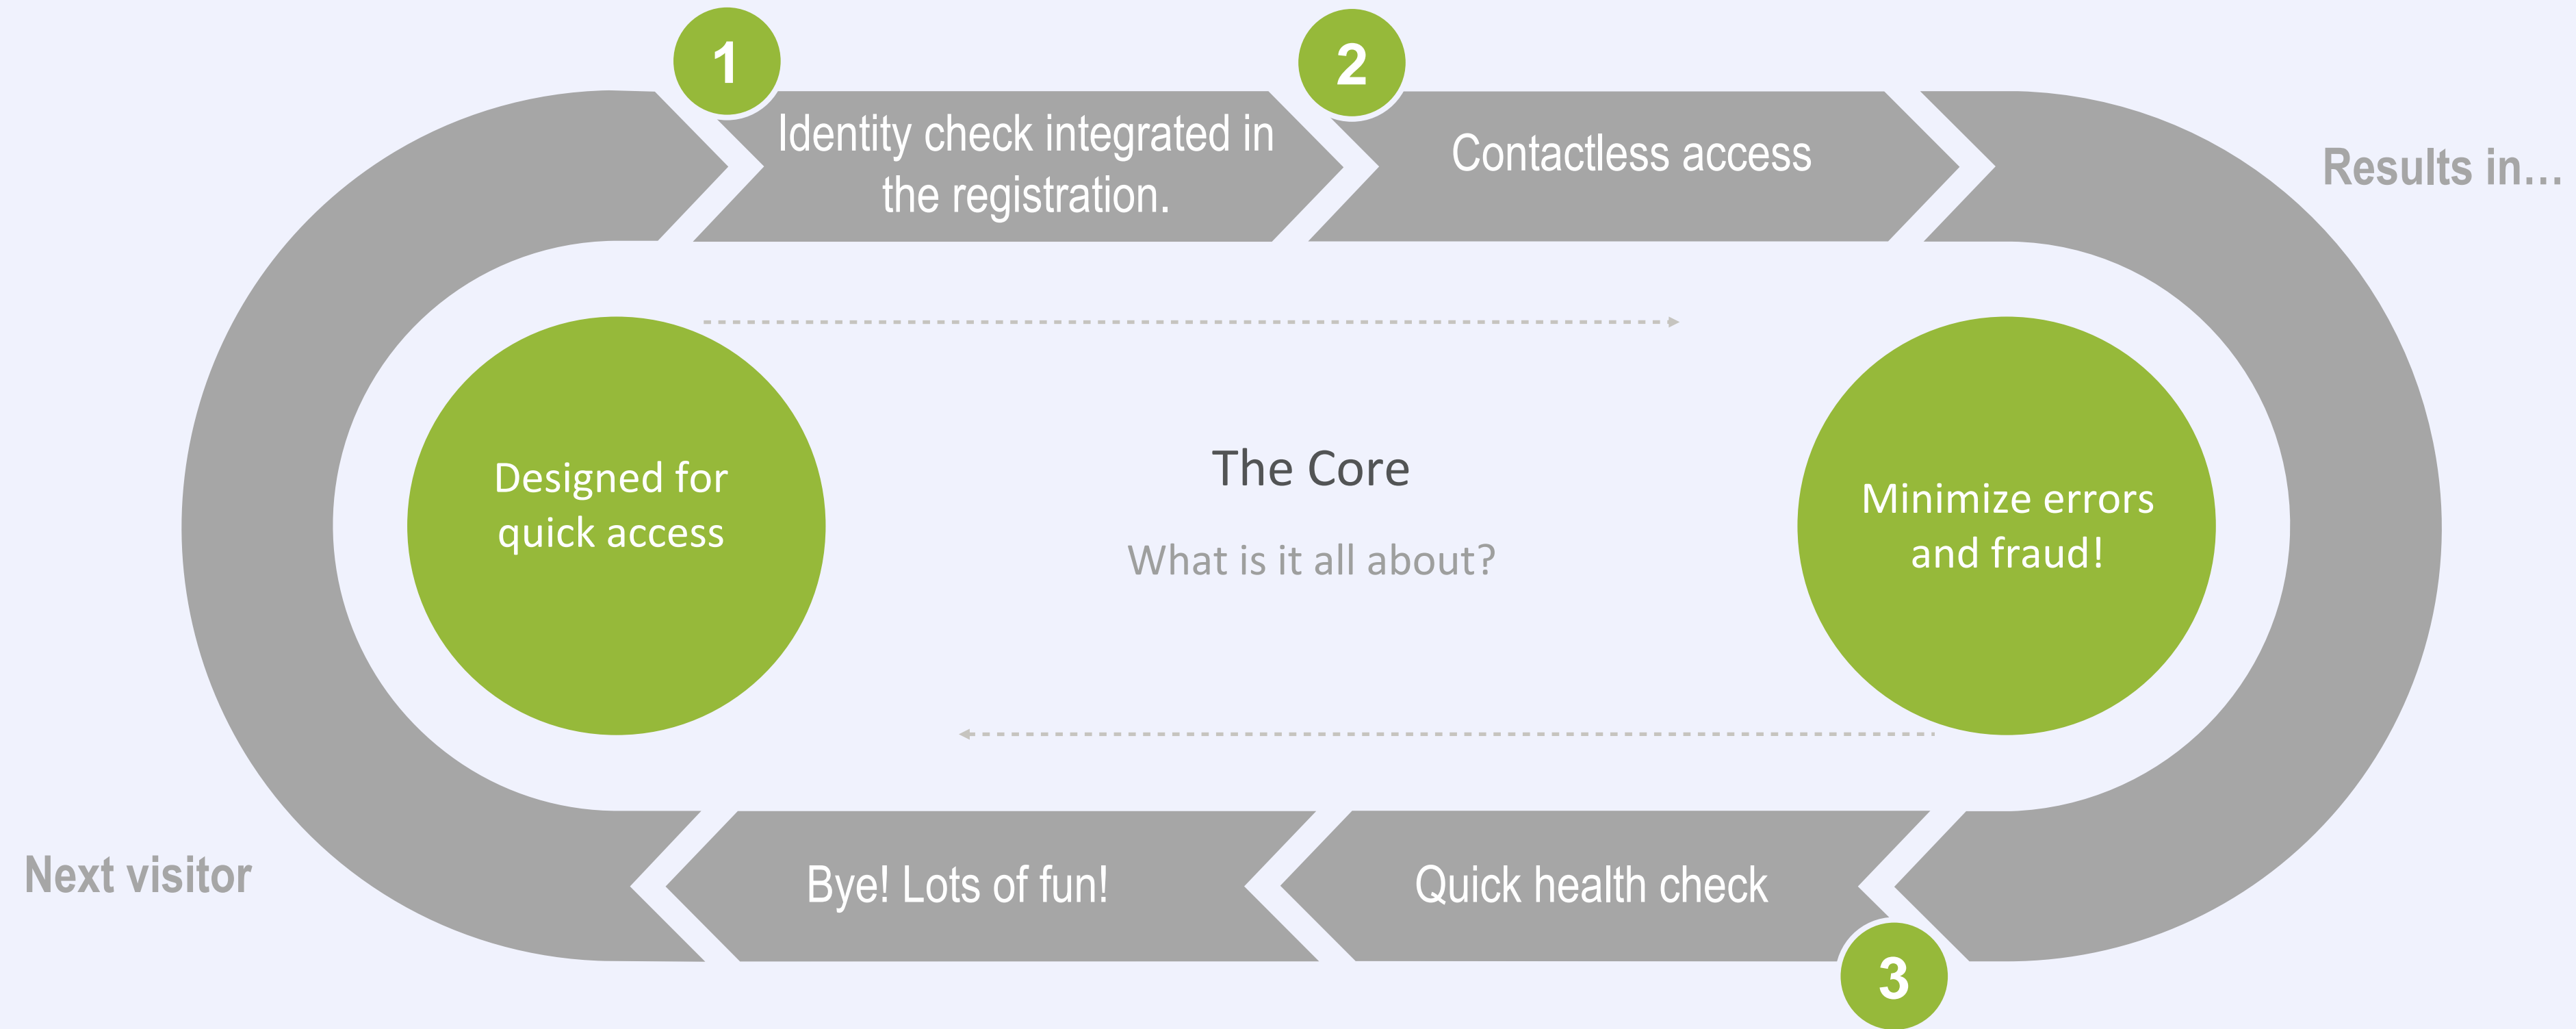 1
Identity check integrated in
the registration.
2
Contactless access
Results in…
Designed for
quick access
The Core
What is it all about?
Minimize errors
and fraud!
Next visitor
Bye! Lots of fun!
Quick health check
3